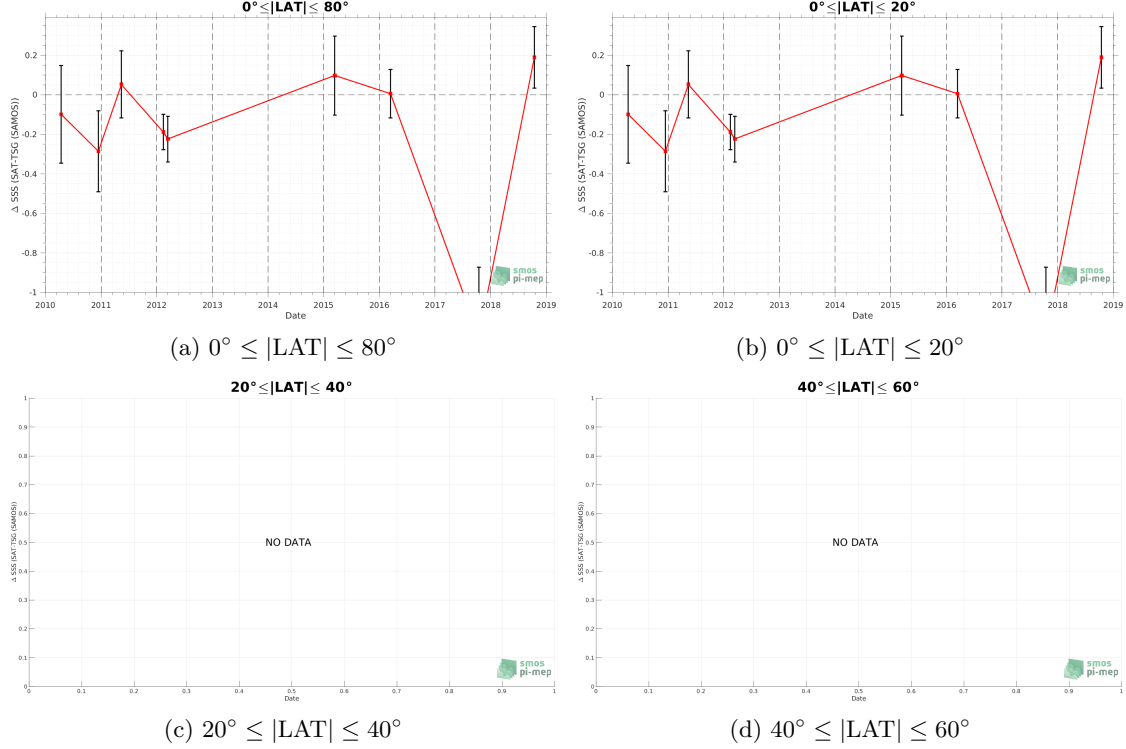 0°≤|LAT|≤ 80°
Δ SSS (SAT-TSG (SAMOS))
0.2
0
-0.2
-0.4
-0.6
-0.8
-1
2010 2011 2012 2013 2014 2015 2016 2017 2018 2019
Date
smos
pi-mep
(a) 0° ≤ |LAT| ≤ 80°
0°≤|LAT|≤ 20°
Δ SSS (SAT-TSG (SAMOS))
0.2
0
-0.2
-0.4
-0.6
-0.8
-1
2010 2011 2012 2013 2014 2015 2016 2017 2018 2019
Date
smos
pi-mep
(b) 0° ≤ |LAT| ≤ 20°
20°≤|LAT|≤ 40°
Δ SSS (SAT-TSG (SAMOS))
1
0.9
0.8
0.7
0.6
0.5
0.4
0.3
0.2
0.1
0
NO DATA
0 0.1 0.2 0.3 0.4 0.5 0.6 0.7 0.8 0.9 1
Date
smos
pi-mep
(c) 20° ≤ |LAT| ≤ 40°
40°≤|LAT|≤ 60°
Δ SSS (SAT-TSG (SAMOS))
1
0.9
0.8
0.7
0.6
0.5
0.4
0.3
0.2
0.1
0
NO DATA
0 0.1 0.2 0.3 0.4 0.5 0.6 0.7 0.8 0.9 1
Date
smos
pi-mep
(d) 40° ≤ |LAT| ≤ 60°